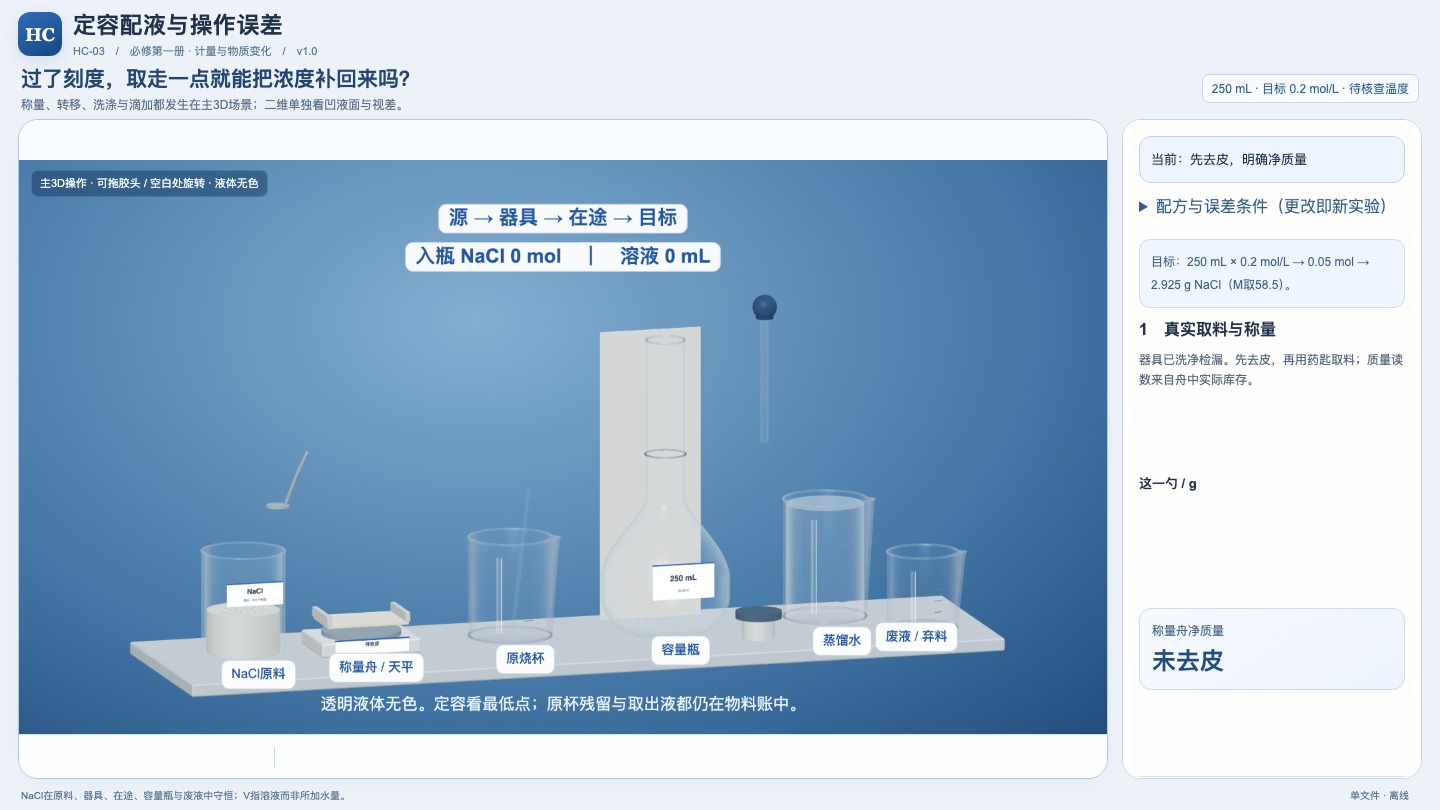 HC
定容配液与操作误差
HC-03 / 必修第一册 · 计量与物质变化 / v1.0
过了刻度，取走一点就能把浓度补回来吗?
称量、转移、洗涤与滴加都发生在主3D场景；二维单独看凹液面与视差。
250 mL · 目标 0.2 mol/L · 待核查温度
主3D操作 · 可拖胶头 / 空白处旋转 · 液体无色
源 → 器具 → 在途 → 目标
入瓶 NaCl 0 mol | 溶液 0 mL
NaCl
250 mL
待去皮
NaCl原料
称量舟 / 天平
原烧杯
容量瓶
蒸馏水
废液 / 弃料
透明液体无色。定容看最低点；原杯残留与取出液都仍在物料账中。
当前：先去皮，明确净质量
▶ 配方与误差条件（更改即新实验）
目标：250 mL × 0.2 mol/L → 0.05 mol →
2.925 g NaCl（M取58.5）。
1 真实取料与称量
器具已洗净检漏。先去皮，再用药匙取料；质量读
数来自舟中实际库存。
这一勺 / g
称量舟净质量
未去皮
NaCl在原料、器具、在途、容量瓶与废液中守恒；V指溶液而非所加水量。
单文件 · 离线